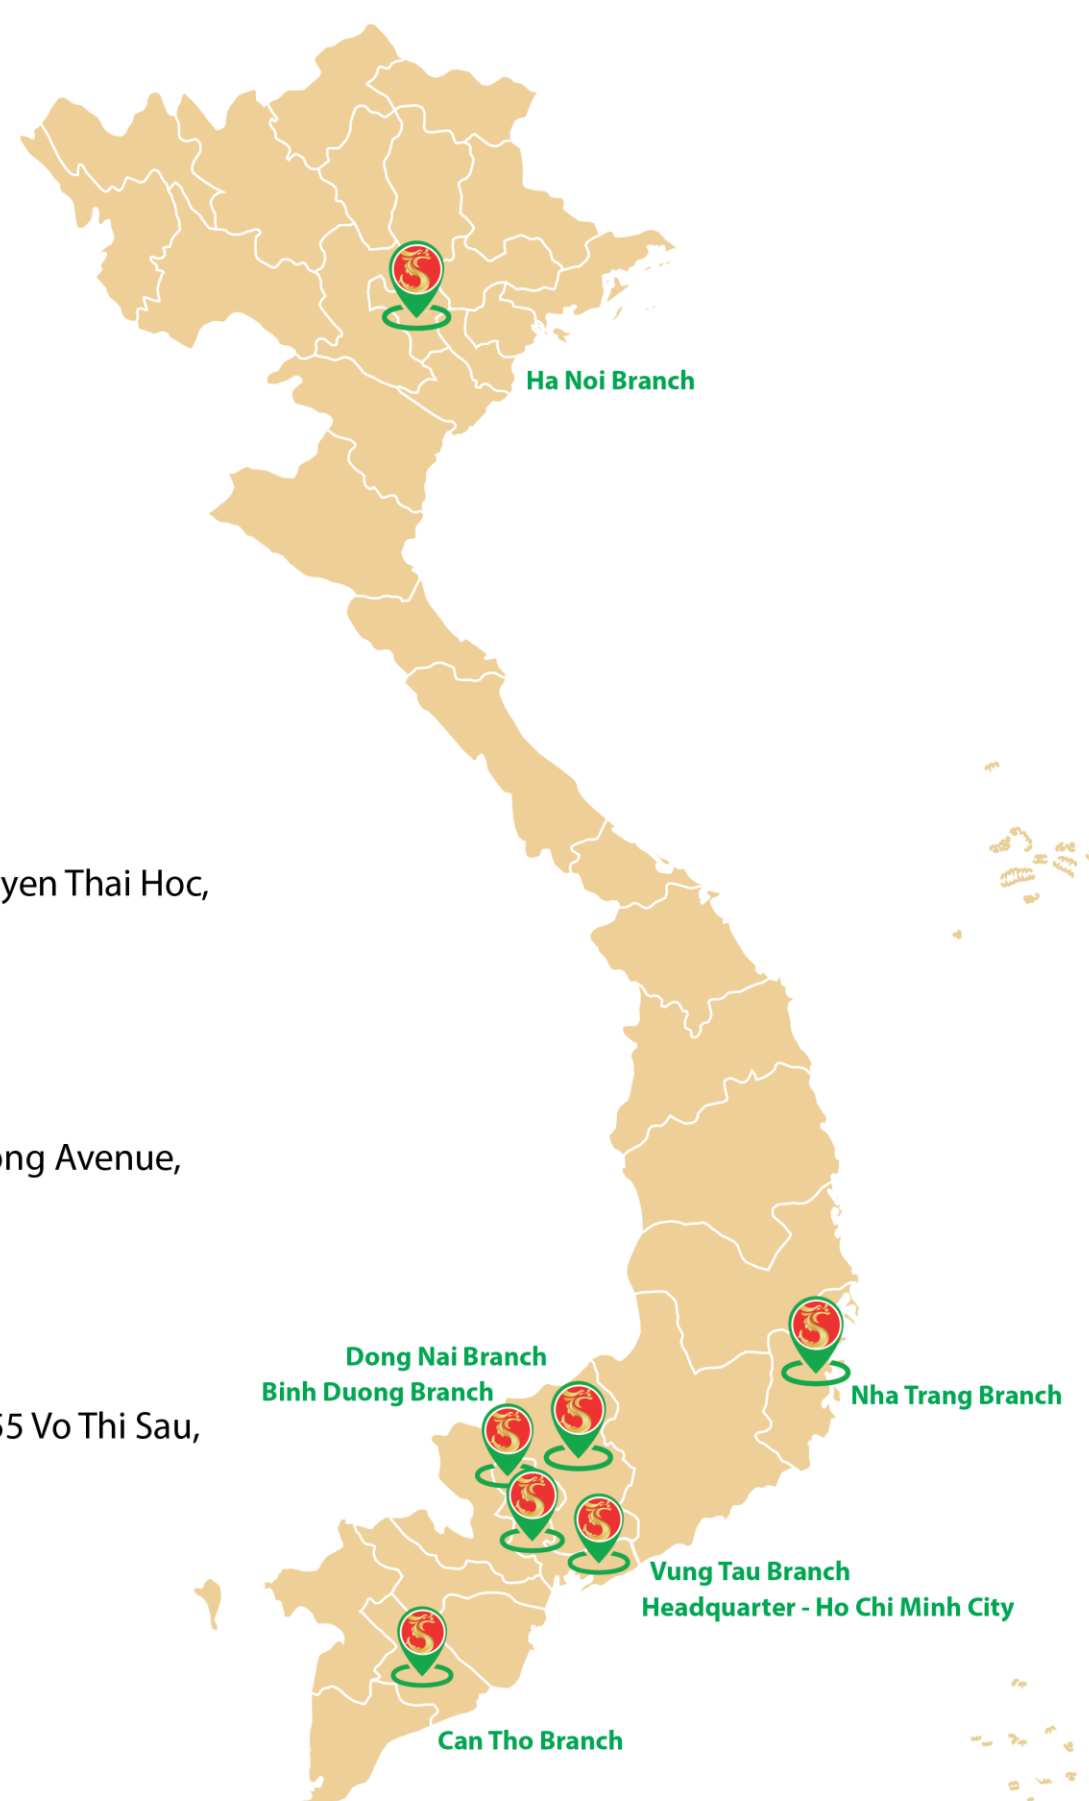 Ha Noi Branch
yen Thai Hoc,
ong Avenue,
Dong Nai Branch
Binh Duong Branch
Nha Trang Branch
55 Vo Thi Sau,
Vung Tau Branch
Headquarter - Ho Chi Minh City
Can Tho Branch